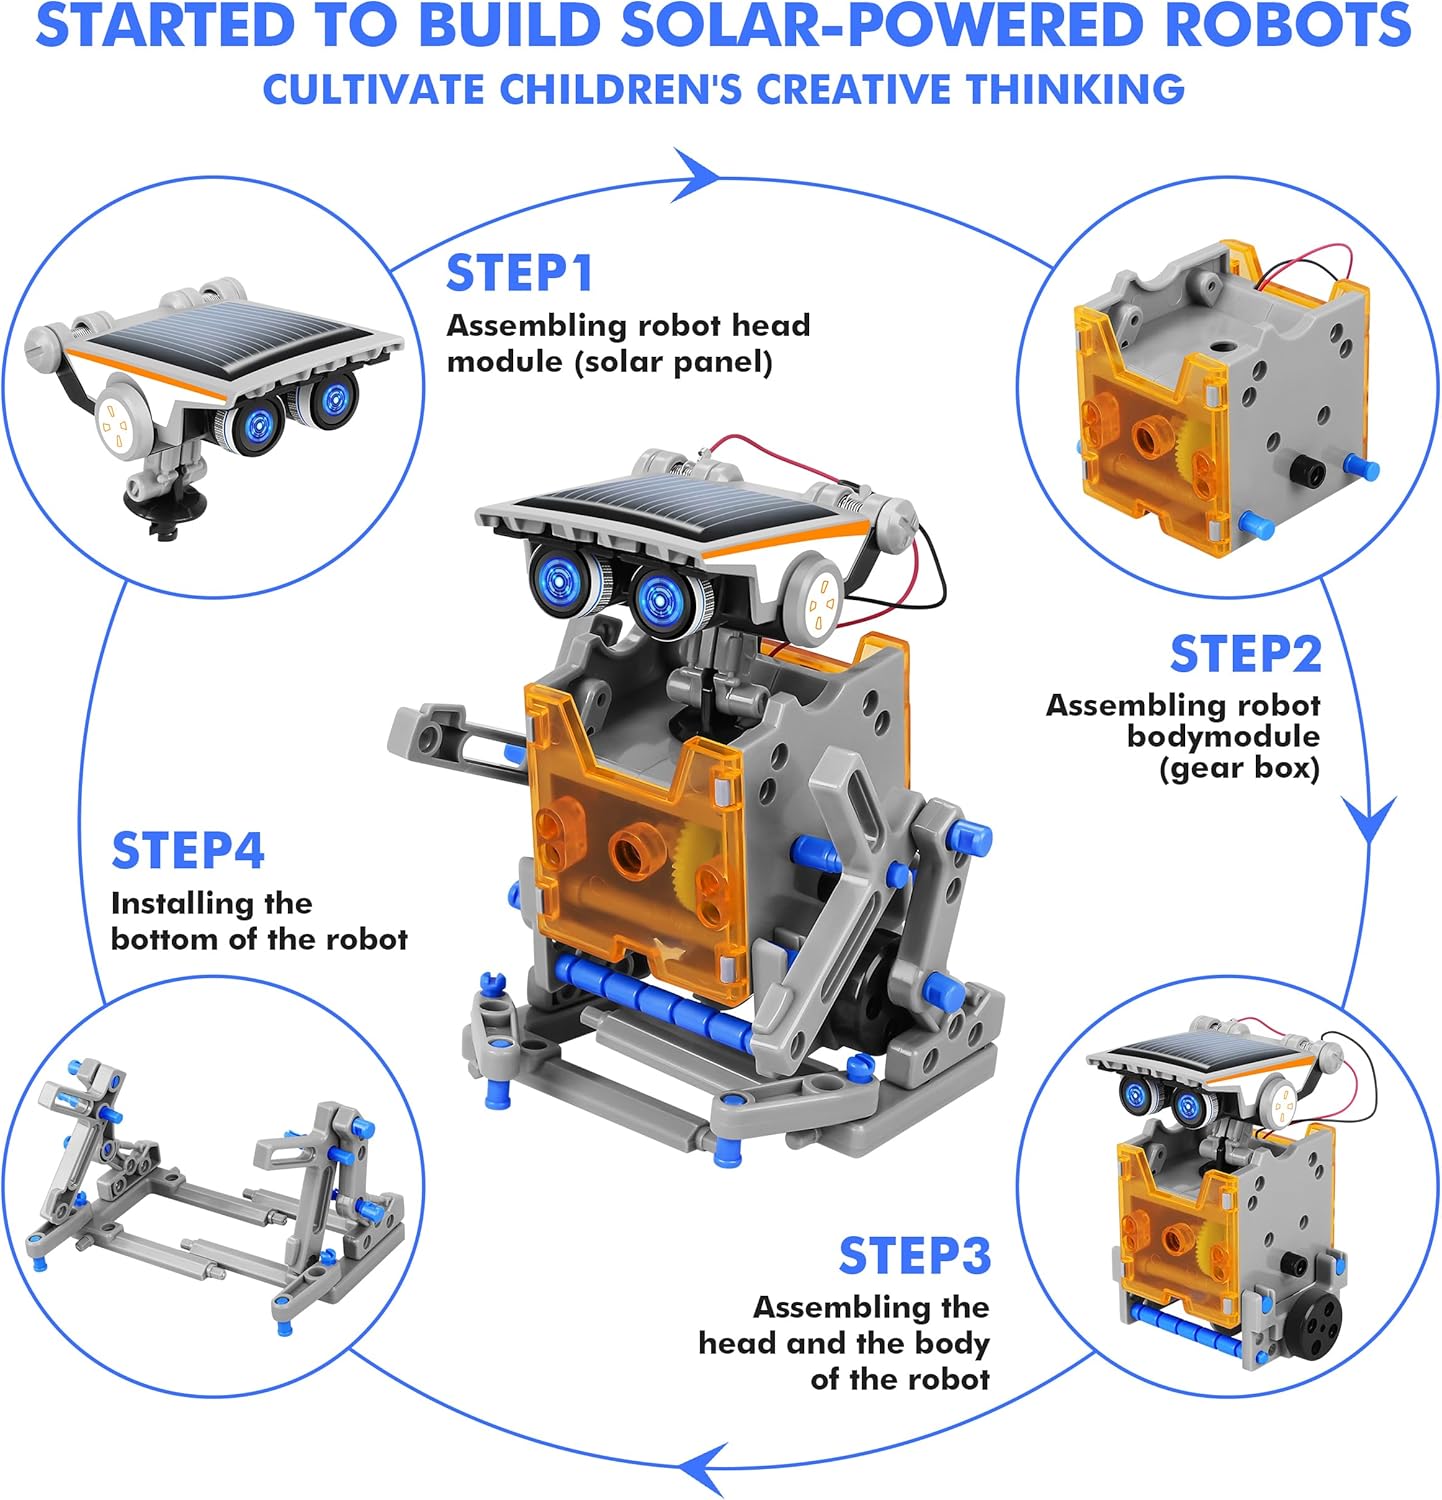 STARTED TO BUILD SOLAR-POWERED ROBOTS
CULTIVATE CHILDREN'S CREATIVE THINKING
STEP1
Assembling robot head
module (solar panel)
STEP2
Assembling robot
bodymodule
(gear box)
STEP3
Assembling the
head and the body
of the robot
STEP4
Installing the
bottom of the robot